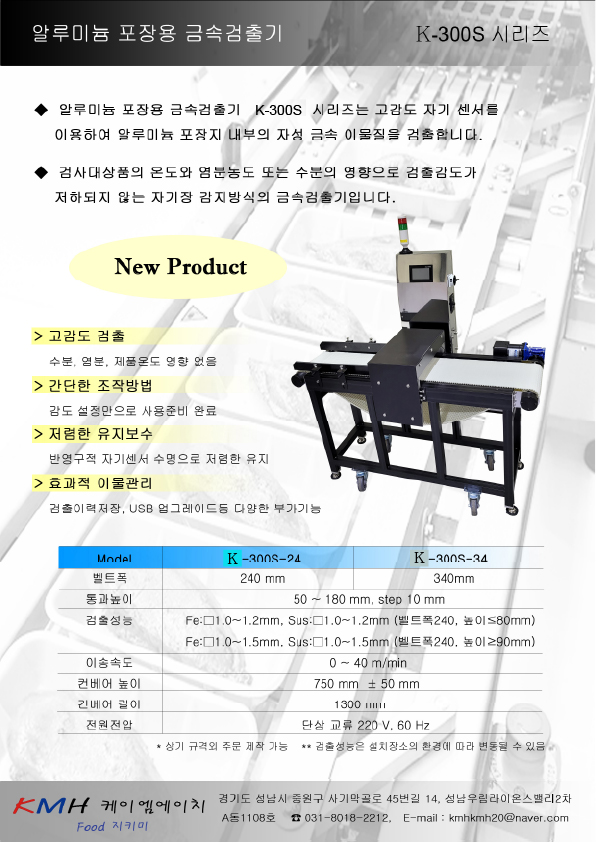 알루미늄 포장용 금속검출기 K-300S 시리즈
◆ 알루미늄 포장용 금속검출기 K-300S 시리즈는 고감도 자기 센서를
이용하여 알루미늄 포장지 내부의 자성 금속 이물질을 검출합니다.
◆ 검사대상품의 온도와 염분농도 또는 수분의 영향으로 검출감도가
저하되지 않는 자기장 감지방식의 금속검출기입니다.
New Product
> 고감도 검출
수분, 염분, 제품온도 영향 없음
> 간단한 조작방법
감도 설정만으로 사용준비 완료
> 저렴한 유지보수
반영구적 자기센서 수명으로 저렴한 유지
> 효과적 이물관리
검출이력저장, USB 업그레이드등 다양한 부가기능
Model K-300S-24 K-300S-34
벨트폭 240 mm 340mm
통과높이 50 ~ 180 mm, step 10 mm
검출성능 Fe:□1.0~1.2mm, Sus:□1.0~1.2mm (벨트폭240, 높이≤80mm)
Fe:□1.0~1.5mm, Sus:□1.0~1.5mm (벨트폭240, 높이≥90mm)
이송속도 0 ~ 40 m/min
컨베어 높이 750 mm ± 50 mm
컨베어 길이 1300 mm
전원전압 단상 교류 220 V, 60 Hz
* 상기 규격외 주문 제작 가능 ** 검출성능은 설치장소의 환경에 따라 변동될 수 있음
KMH 케이엠에이치
Food 지키미
경기도 성남시 중원구 사기막골로 45번길 14, 성남우림라이온스밸리2차
A동1108호 ☎ 031-8018-2212, E-mail : kmhkmh20@naver.com